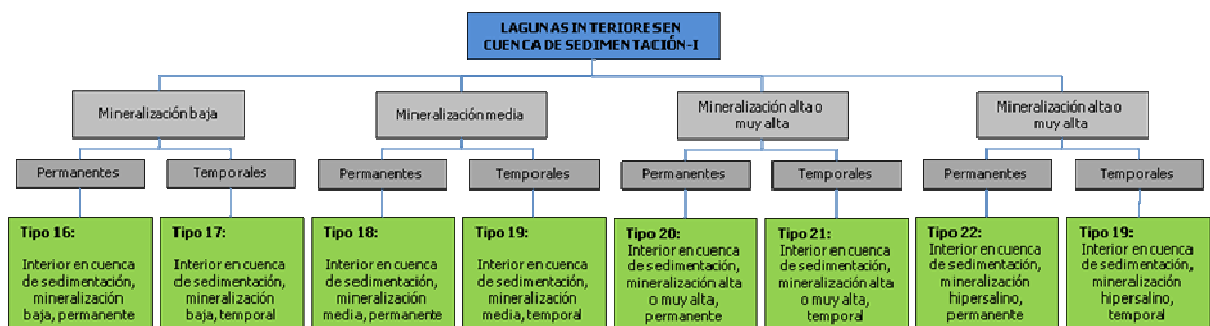 LAGUNAS INTERIORES EN
CUENCA DE SEDIMENTACIÓN-I
Mineralización baja
Mineralización media
Mineralización alta o
muy alta
Mineralización alta o
muy alta
Permanentes
Temporales
Permanentes
Temporales
Permanentes
Temporales
Permanentes
Temporales
Tipo 16:
Interior en cuenca
de sedimentación,
mineralización
baja, permanente
Tipo 17:
Interior en cuenca
de sedimentación,
mineralización
baja, temporal
Tipo 18:
Interior en cuenca
de sedimentación,
mineralización
media, permanente
Tipo 19:
Interior en cuenca
de sedimentación,
mineralización
media, temporal
Tipo 20:
Interior en cuenca
de sedimentación,
mineralización alta
o muy alta,
permanente
Tipo 21:
Interior en cuenca
de sedimentación,
mineralización alta
o muy alta,
temporal
Tipo 22:
Interior en cuenca
de sedimentación,
mineralización
hipersalino,
permanente
Tipo 19:
Interior en cuenca
de sedimentación,
mineralización
hipersalino,
temporal